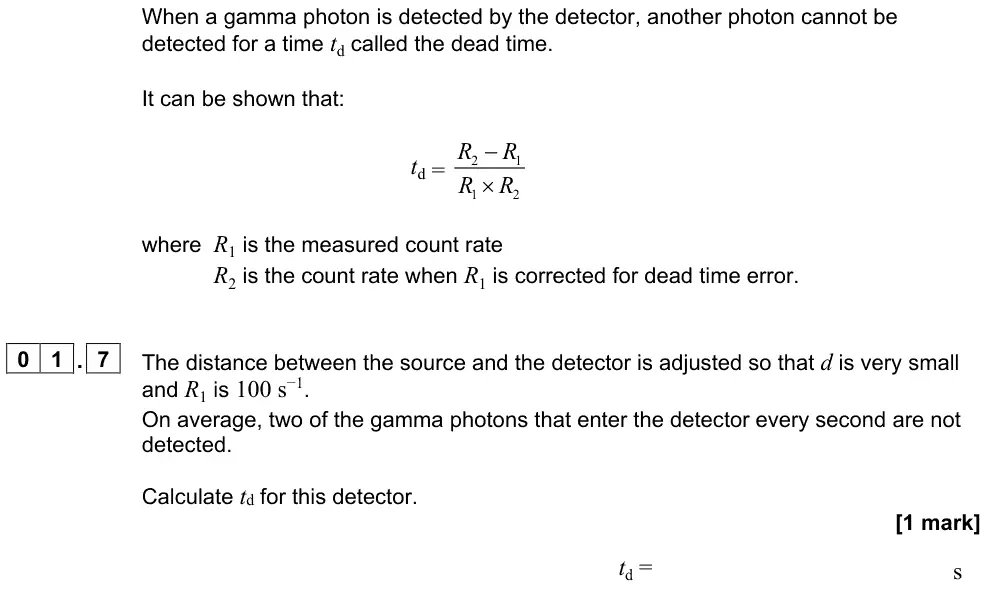 When a gamma photon is detected by the detector, another photon cannot be
detected for a time t_d called the dead time.
It can be shown that:
t_d = (R_2 − R_1) / (R_1 × R_2)
where R_1 is the measured count rate
R_2 is the count rate when R_1 is corrected for dead time error.
0 1 . 7 The distance between the source and the detector is adjusted so that d is very small
and R_1 is 100 s^−1.
On average, two of the gamma photons that enter the detector every second are not
detected.
Calculate t_d for this detector.
[1 mark]
t_d = s